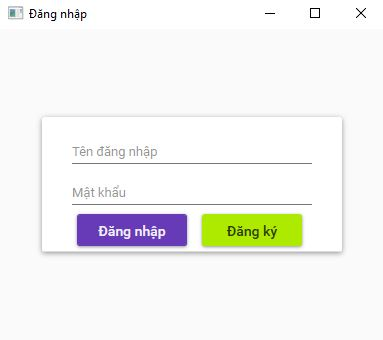 Đăng nhập
Tên đăng nhập
Mật khẩu
Đăng nhập Đăng ký